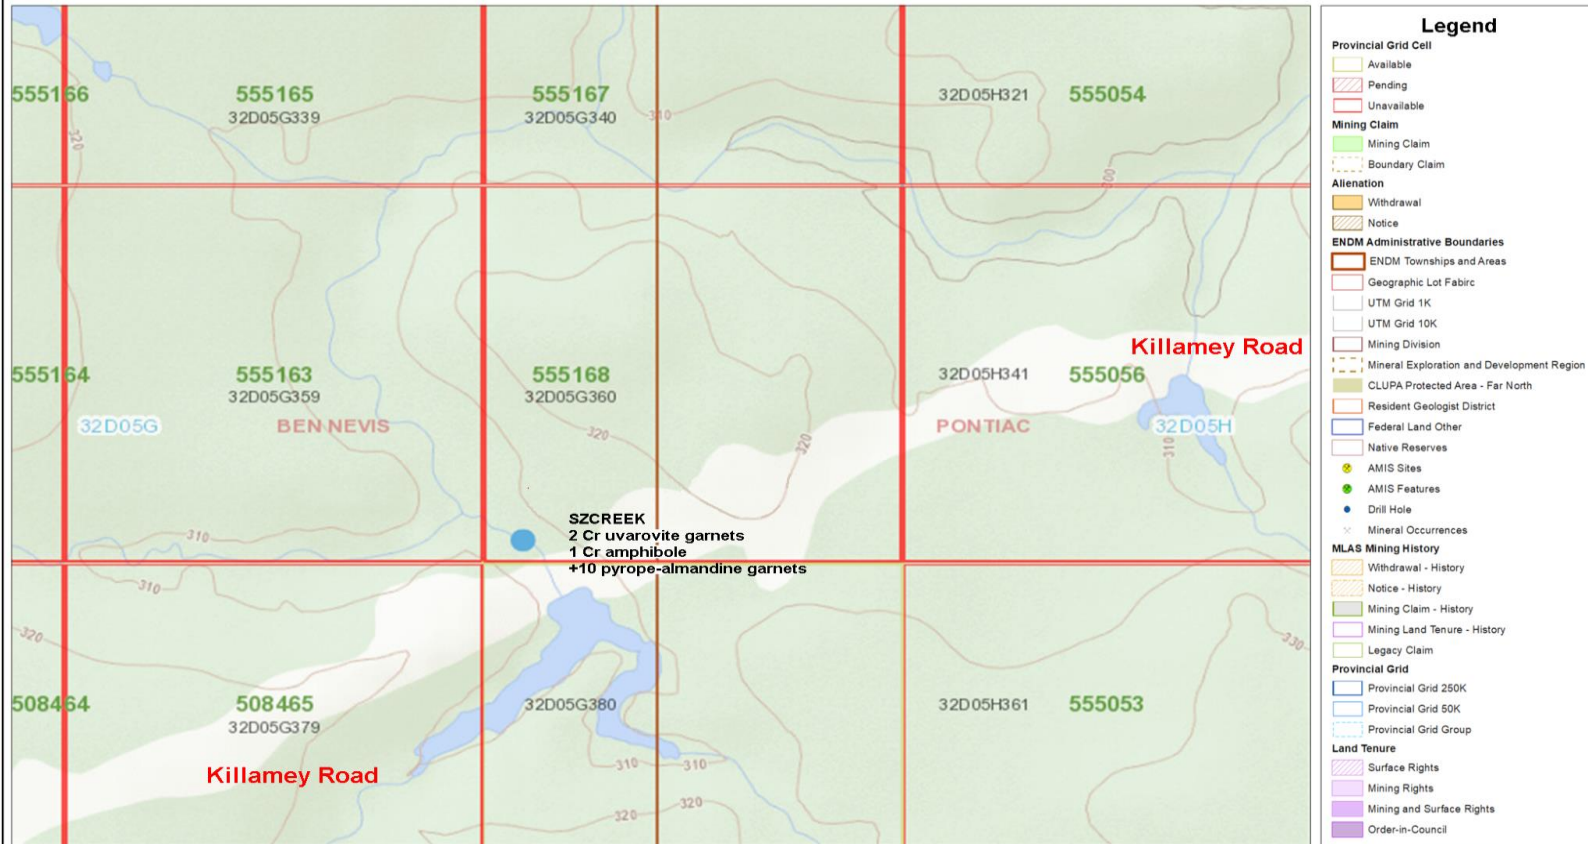 555166
555165
32D05G339
555167
32D05G340
310
32D05H321
555054
320
300
555164
555163
32D05G359
555168
32D05G360
32D05H341
555056
Killamey Road
32D05G
BEN NEVIS
320
320
PONTIAC
32D05H
310
SZCREEK
2 Cr uvarovite garnets
1 Cr amphibole
+10 pyrope-almandine garnets
310
310
320
330
508464
508465
32D05G379
32D05G380
32D05H361
555053
Killamey Road
310
310
320
320
Legend
Provincial Grid Cell
Available
Pending
Unavailable
Mining Claim
Mining Claim
Boundary Claim
Alienation
Withdrawal
Notice
ENDM Administrative Boundaries
ENDM Townships and Areas
Geographic Lot Fabirc
UTM Grid 1K
UTM Grid 10K
Mining Division
Mineral Exploration and Development Region
CLUPA Protected Area - Far North
Resident Geologist District
Federal Land Other
Native Reserves
AMIS Sites
AMIS Features
Drill Hole
Mineral Occurrences
MLAS Mining History
Withdrawal - History
Notice - History
Mining Claim - History
Mining Land Tenure - History
Legacy Claim
Provincial Grid
Provincial Grid 250K
Provincial Grid 50K
Provincial Grid Group
Land Tenure
Surface Rights
Mining Rights
Mining and Surface Rights
Order-in-Council